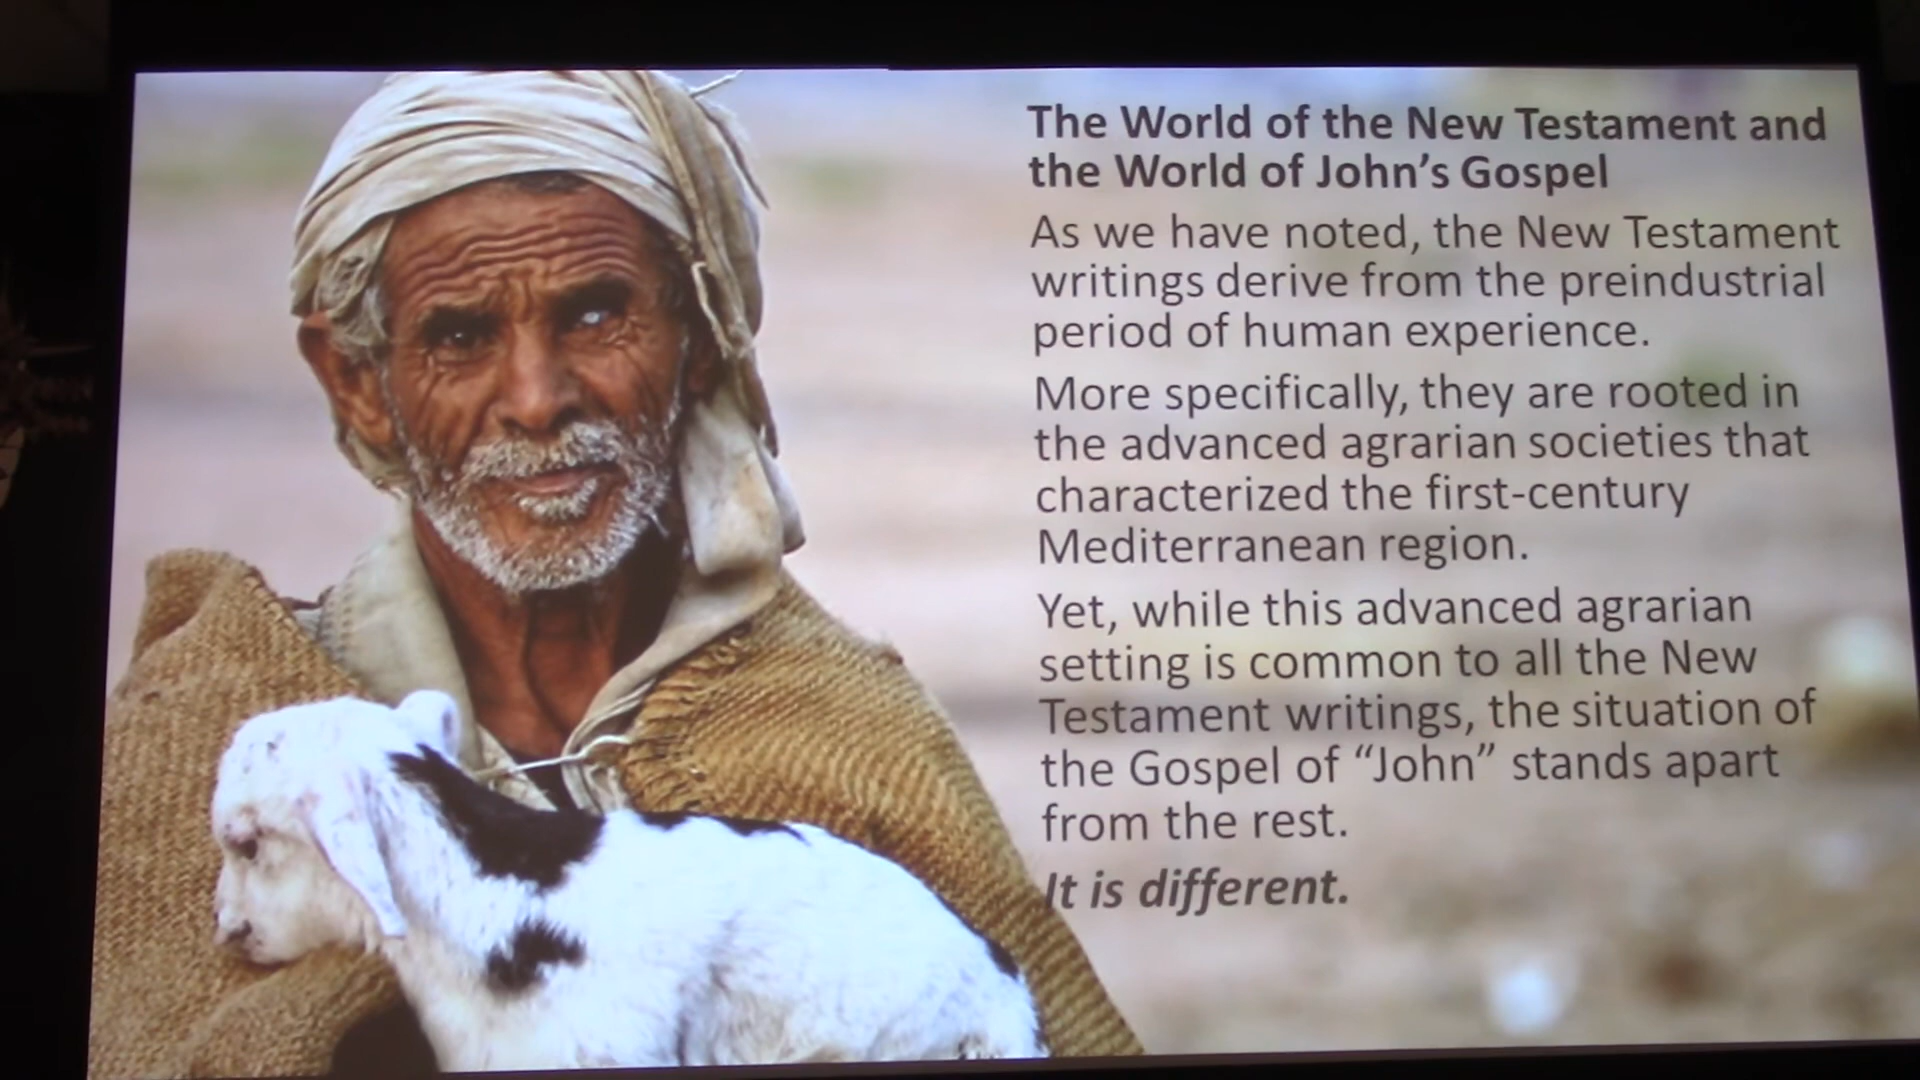 The World of the New Testament and
the World of John’s Gospel
As we have noted, the New Testament
writings derive from the preindustrial
period of human experience.
More specifically, they are rooted in
the advanced agrarian societies that
characterized the first-century
Mediterranean region.
Yet, while this advanced agrarian
setting is common to all the New
Testament writings, the situation of
the Gospel of “John” stands apart
from the rest.
It is different.